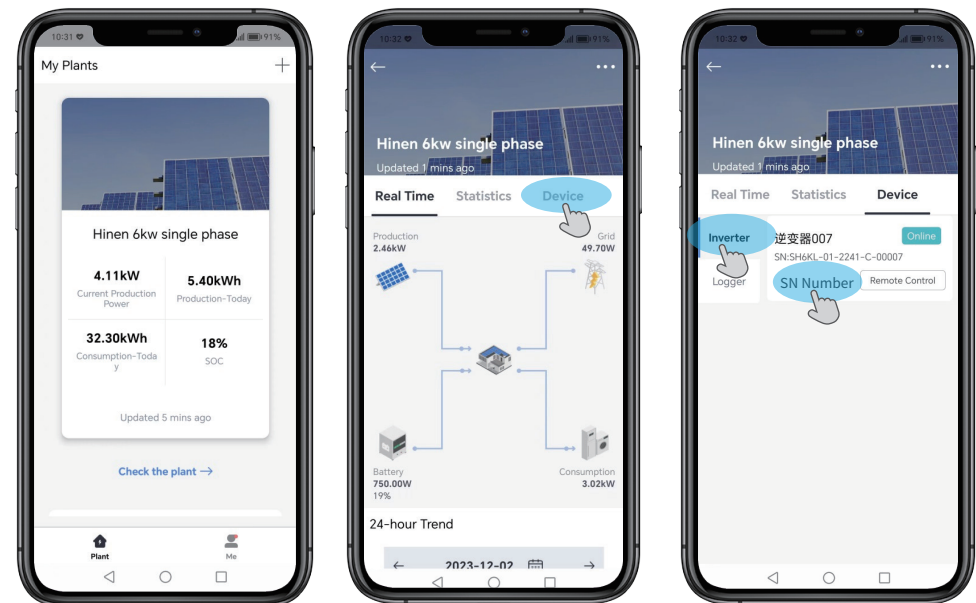 10:31
91%
My Plants
Hinen 6kw single phase
4.11kW
Current Production
Power
5.40kWh
Production-Today
32.30kWh
Consumption-Toda
y
18%
SOC
Updated 5 mins ago
Check the plant →
Plant
Me
10:32
91%
Hinen 6kw single phase
Updated 1 mins ago
Real Time
Statistics
Device
Production
2.46kW
Grid
49.70W
Battery
750.00W
19%
Consumption
3.02kW
24-hour Trend
← 2023-12-02 →
10:32
91%
Hinen 6kw single phase
Updated 1 mins ago
Real Time
Statistics
Device
Inverter
Logger
逆变器007
Online
SN:SH6KL-01-2241-C-00007
SN Number
Remote Control